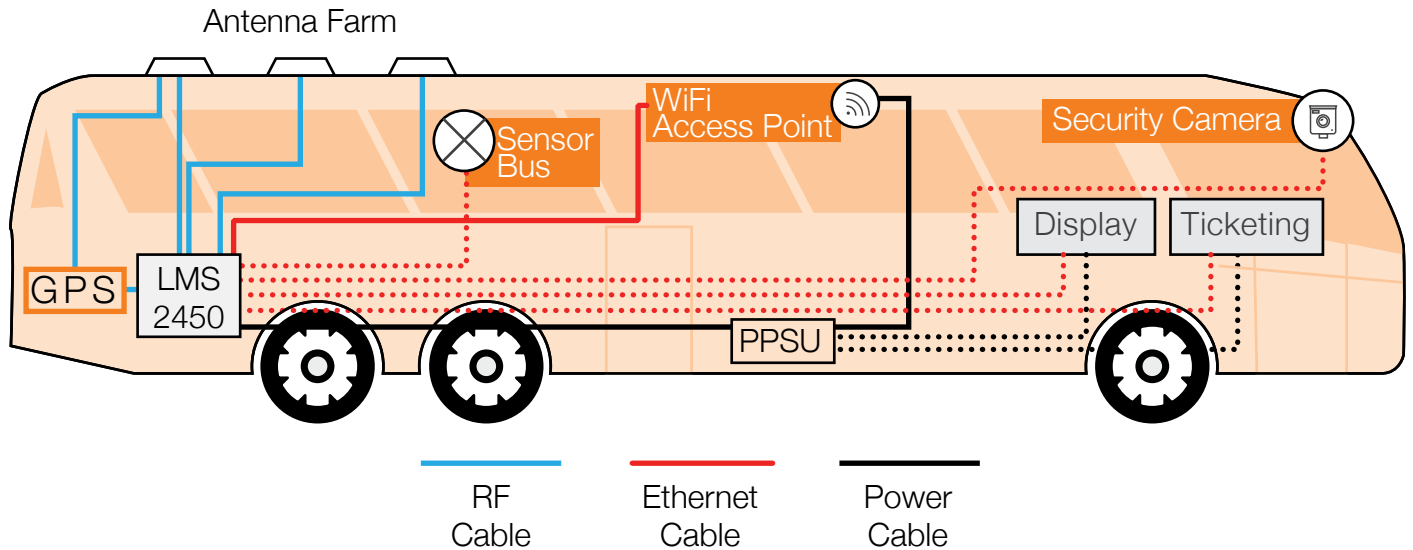 Antenna Farm
WiFi
Access Point
Security Camera
Sensor
Bus
Display
Ticketing
GPS
LMS
2450
PPSU
RF
Cable
Ethernet
Cable
Power
Cable